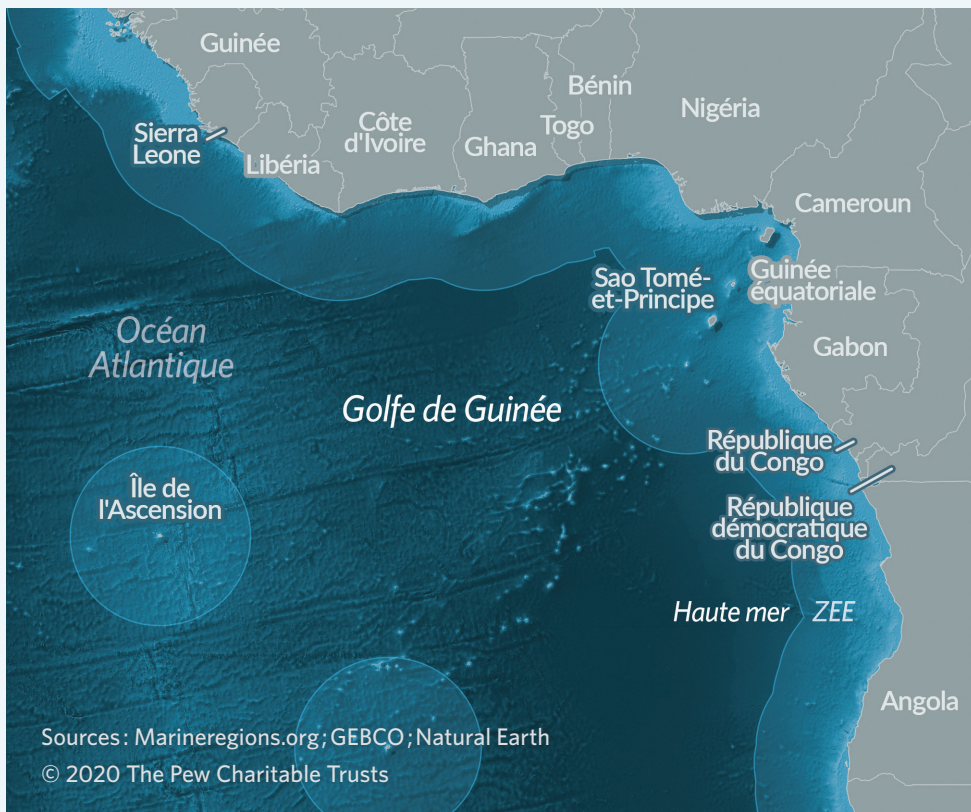 Guinée
Bénin
Nigéria
Sierra
Leone
Côte
d'Ivoire
Togo
Ghana
Libéria
Cameroun
Sao Tomé-
et-Principe
Guinée
équatoriale
Océan
Atlantique
Gabon
Golfe de Guinée
République
du Congo
Île de
l'Ascension
République
démocratique
du Congo
Haute mer
ZEE
Angola
Sources : Marineregions.org ; GEBCO ; Natural Earth
© 2020 The Pew Charitable Trusts